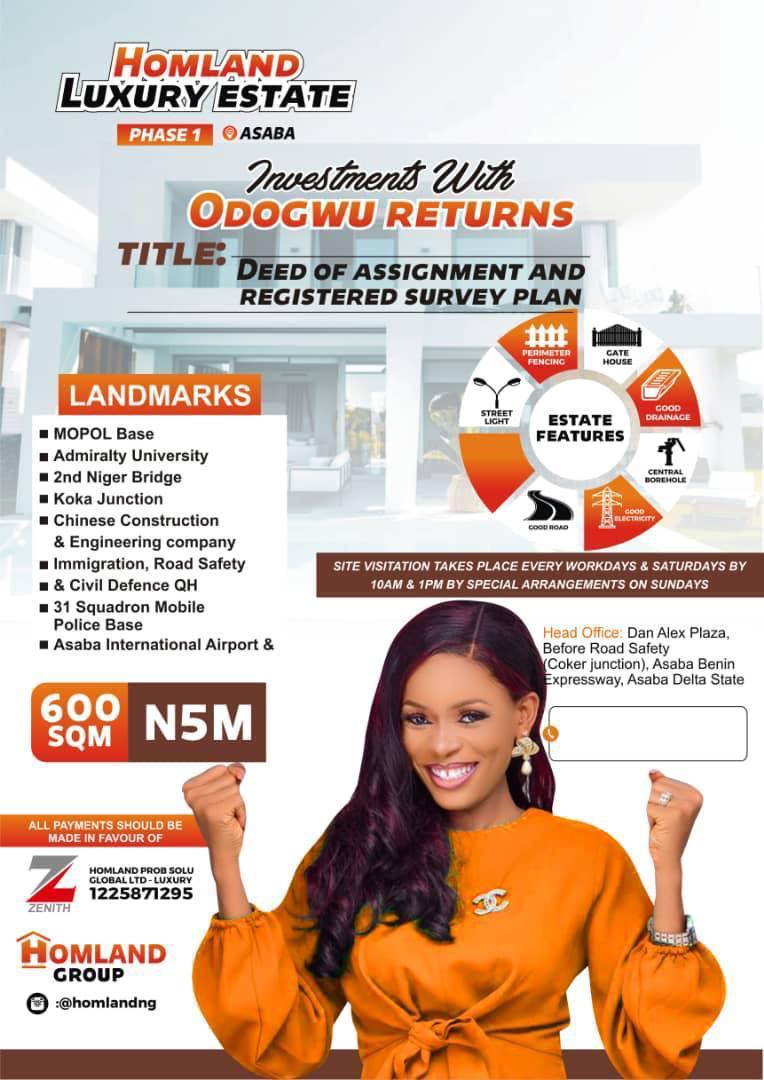 HOMLAND
LUXURY ESTATE
PHASE 1 ASABA
Investments With
ODOGWU RETURNS
TITLE:
DEED OF ASSIGNMENT AND
REGISTERED SURVEY PLAN
LANDMARKS
■ MOPOL Base
■ Admiralty University
■ 2nd Niger Bridge
■ Koka Junction
■ Chinese Construction
& Engineering company
■ Immigration, Road Safety
■ & Civil Defence QH
■ 31 Squadron Mobile
Police Base
■ Asaba International Airport &
PERIMETER
FENCING
GATE
HOUSE
STREET
LIGHT
GOOD
DRAINAGE
ESTATE
FEATURES
CENTRAL
BOREHOLE
GOOD ROAD
GOOD
ELECTRICITY
SITE VISITATION TAKES PLACE EVERY WORKDAYS & SATURDAYS BY
10AM & 1PM BY SPECIAL ARRANGEMENTS ON SUNDAYS
Head Office: Dan Alex Plaza,
Before Road Safety
(Coker junction), Asaba Benin
Expressway, Asaba Delta State
600
SQM
N5M
ALL PAYMENTS SHOULD BE
MADE IN FAVOUR OF
ZENITH
HOMLAND PROB SOLU
GLOBAL LTD - LUXURY
1225871295
HOMLAND
GROUP
:@homlandng